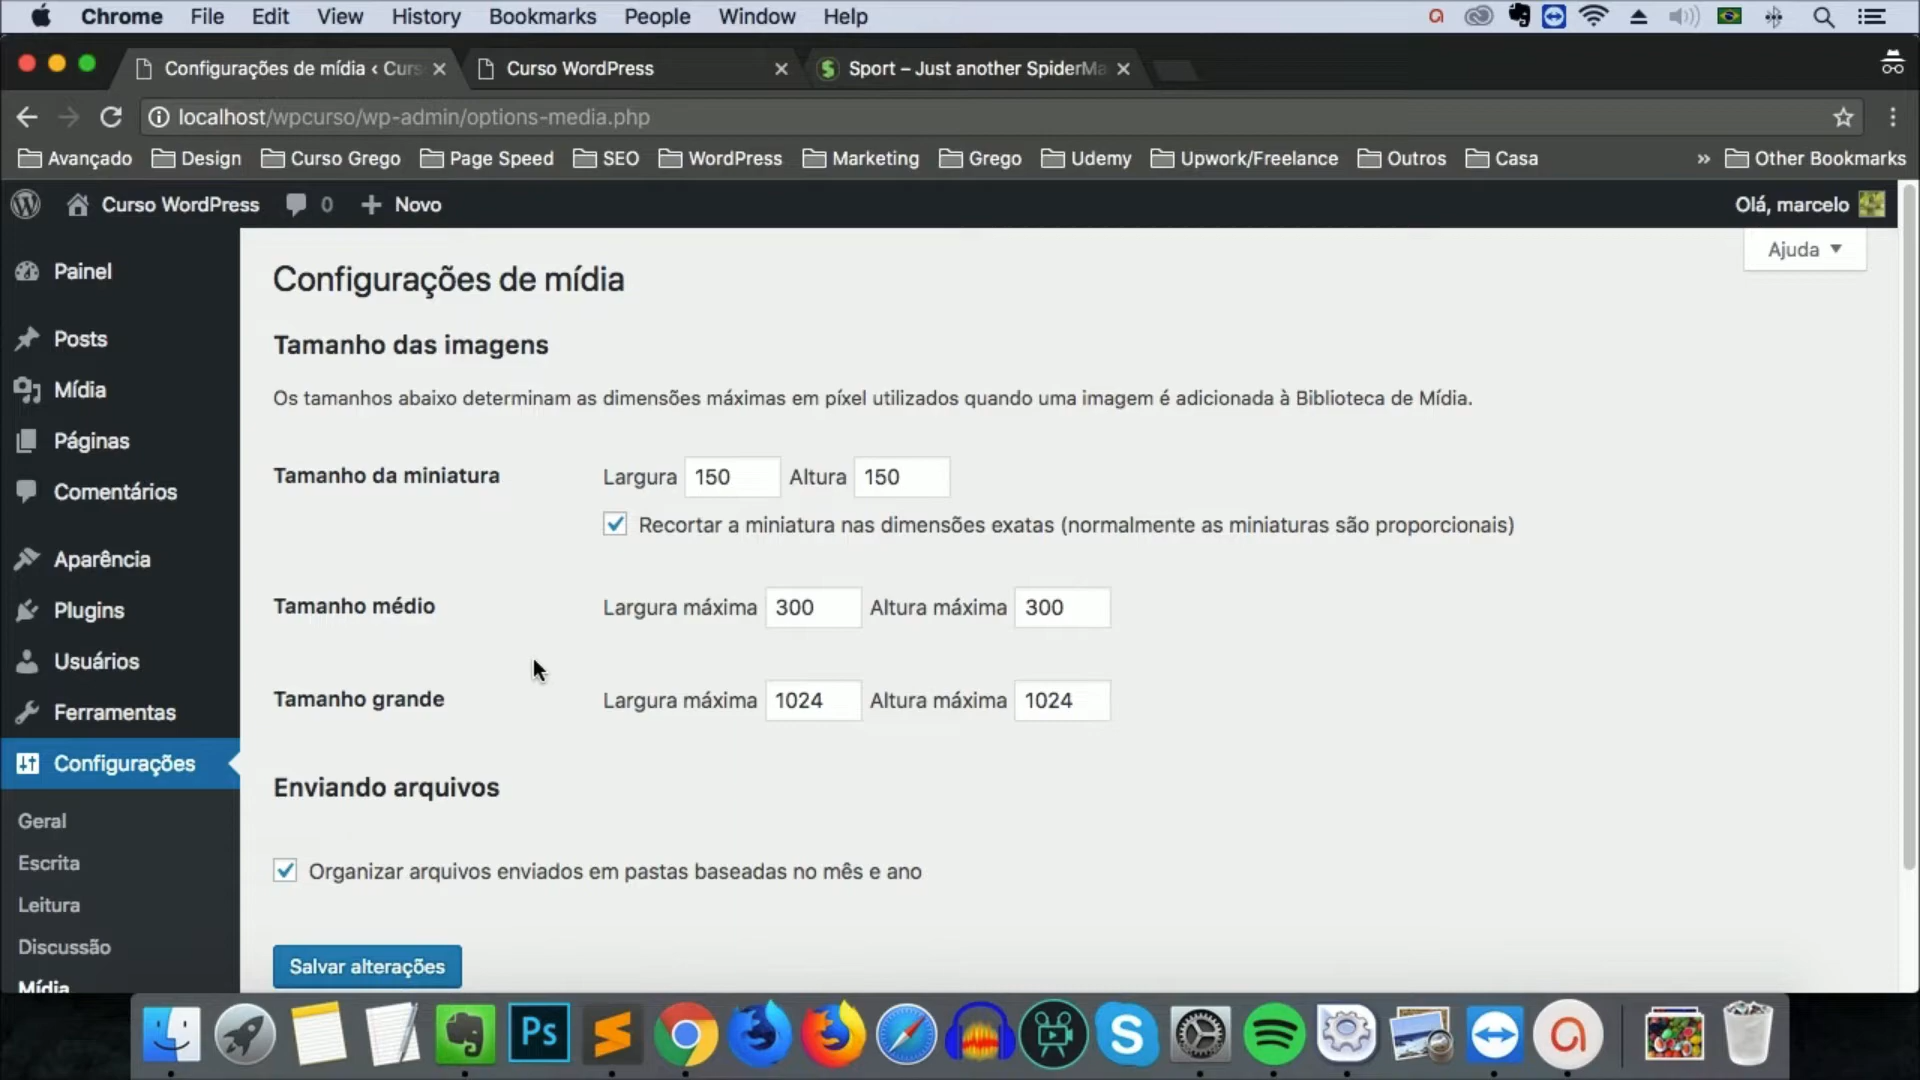 Chrome File Edit View History Bookmarks People Window Help
Configurações de mídia ‹ Curs
Curso WordPress
Sport – Just another SpiderMa
localhost/wpcurso/wp-admin/options-media.php
Avançado Design Curso Grego Page Speed SEO WordPress Marketing Grego Udemy Upwork/Freelance Outros Casa » Other Bookmarks
Curso WordPress 0 + Novo Olá, marcelo
Ajuda
Painel
Posts
Mídia
Páginas
Comentários
Aparência
Plugins
Usuários
Ferramentas
Configurações
Geral
Escrita
Leitura
Discussão
Mídia
Configurações de mídia
Tamanho das imagens
Os tamanhos abaixo determinam as dimensões máximas em píxel utilizados quando uma imagem é adicionada à Biblioteca de Mídia.
Tamanho da miniatura Largura 150 Altura 150
Recortar a miniatura nas dimensões exatas (normalmente as miniaturas são proporcionais)
Tamanho médio Largura máxima 300 Altura máxima 300
Tamanho grande Largura máxima 1024 Altura máxima 1024
Enviando arquivos
Organizar arquivos enviados em pastas baseadas no mês e ano
Salvar alterações
Ps